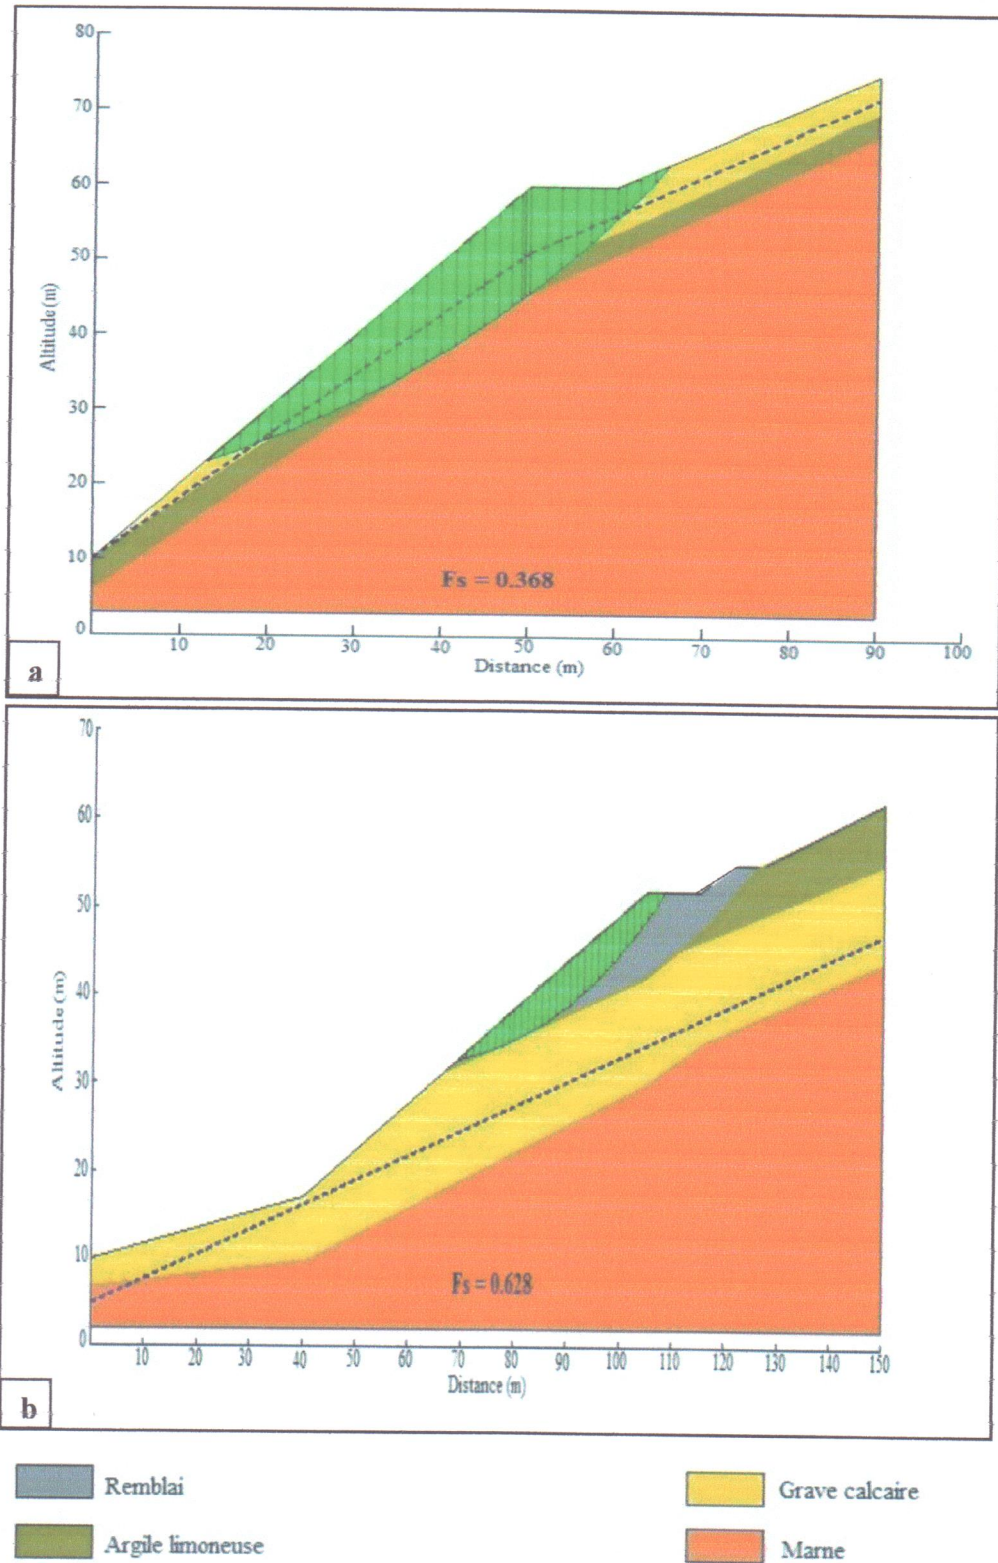 80
70
60
50
40
30
20
10
0
Altitude (m)
Fs = 0.368
10 20 30 40 50 60 70 80 90 100
Distance (m)
a
70
60
50
40
30
20
10
0
Altitude (m)
Fs = 0.628
10 20 30 40 50 60 70 80 90 100 110 120 130 140 150
Distance (m)
b
Remblai
Grave calcaire
Argile limoneuse
Marne